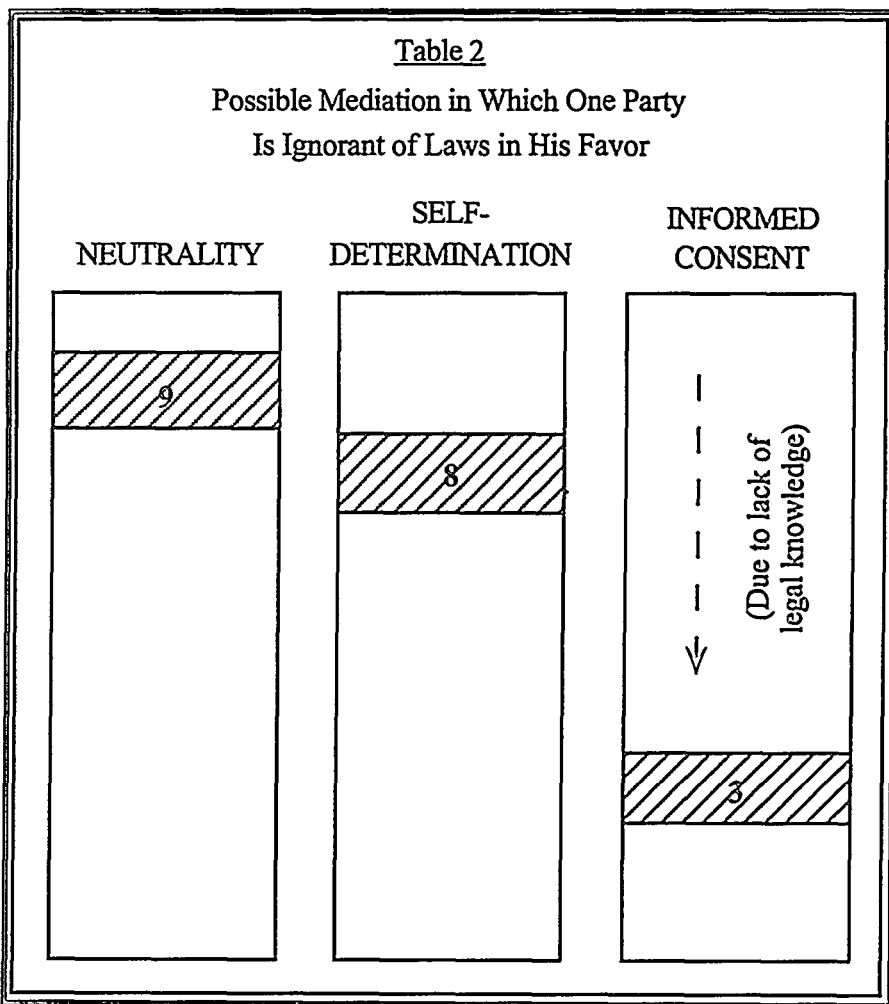 Table 2
Possible Mediation in Which One Party
Is Ignorant of Laws in His Favor
NEUTRALITY
SELF-
DETERMINATION
INFORMED
CONSENT
9
8
3
(Due to lack of
legal knowledge)